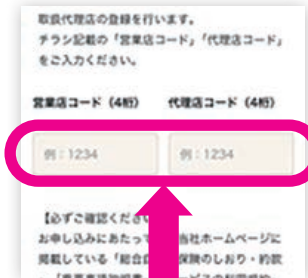 取扱代理店の登録を行います。
チラシ記載の「営業店コード」「代理店コード」
をご入力ください。
営業店コード（4桁） 代理店コード（4桁）
例：1234 例：1234
【必ずご確認くださ
お申し込みにあたって 当社ホームページに
掲載している「総合自 保険のしおり・約款